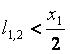 l₁,₂ < x₁/2